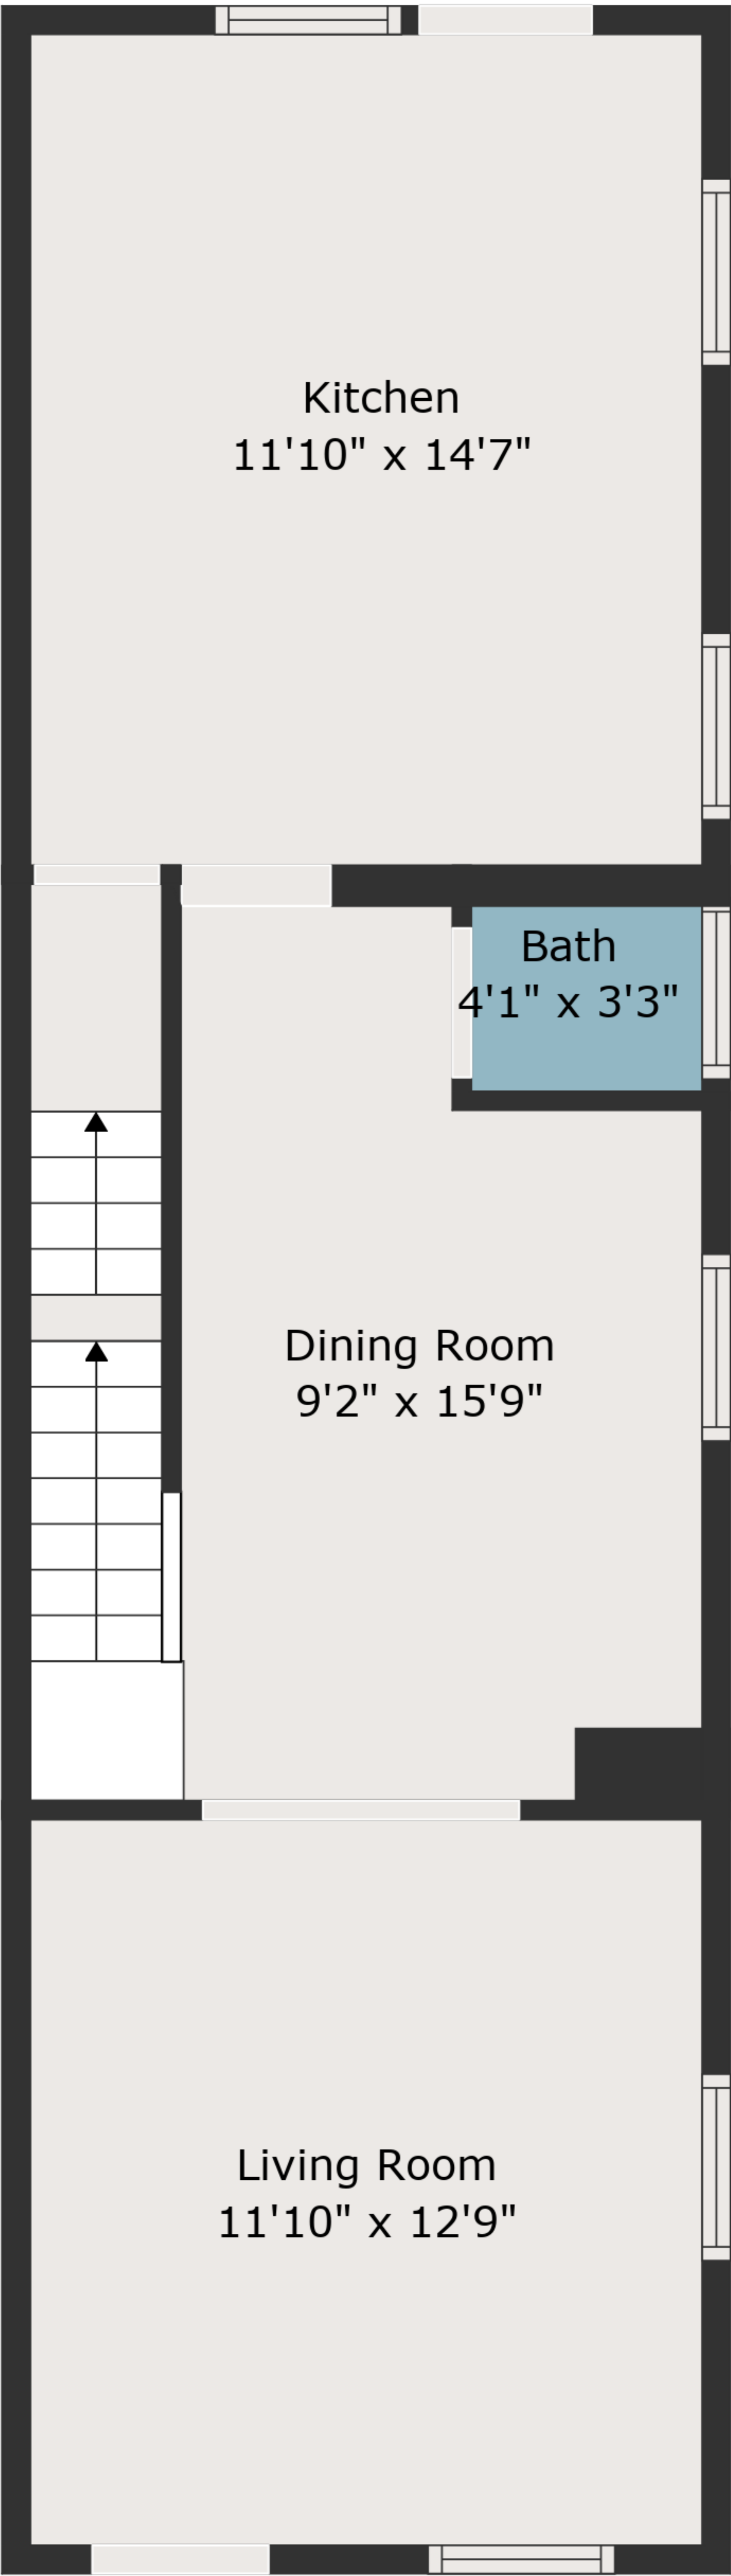 Kitchen
11'10" x 14'7"
Bath
4'1" x 3'3"
Dining Room
9'2" x 15'9"
Living Room
11'10" x 12'9"